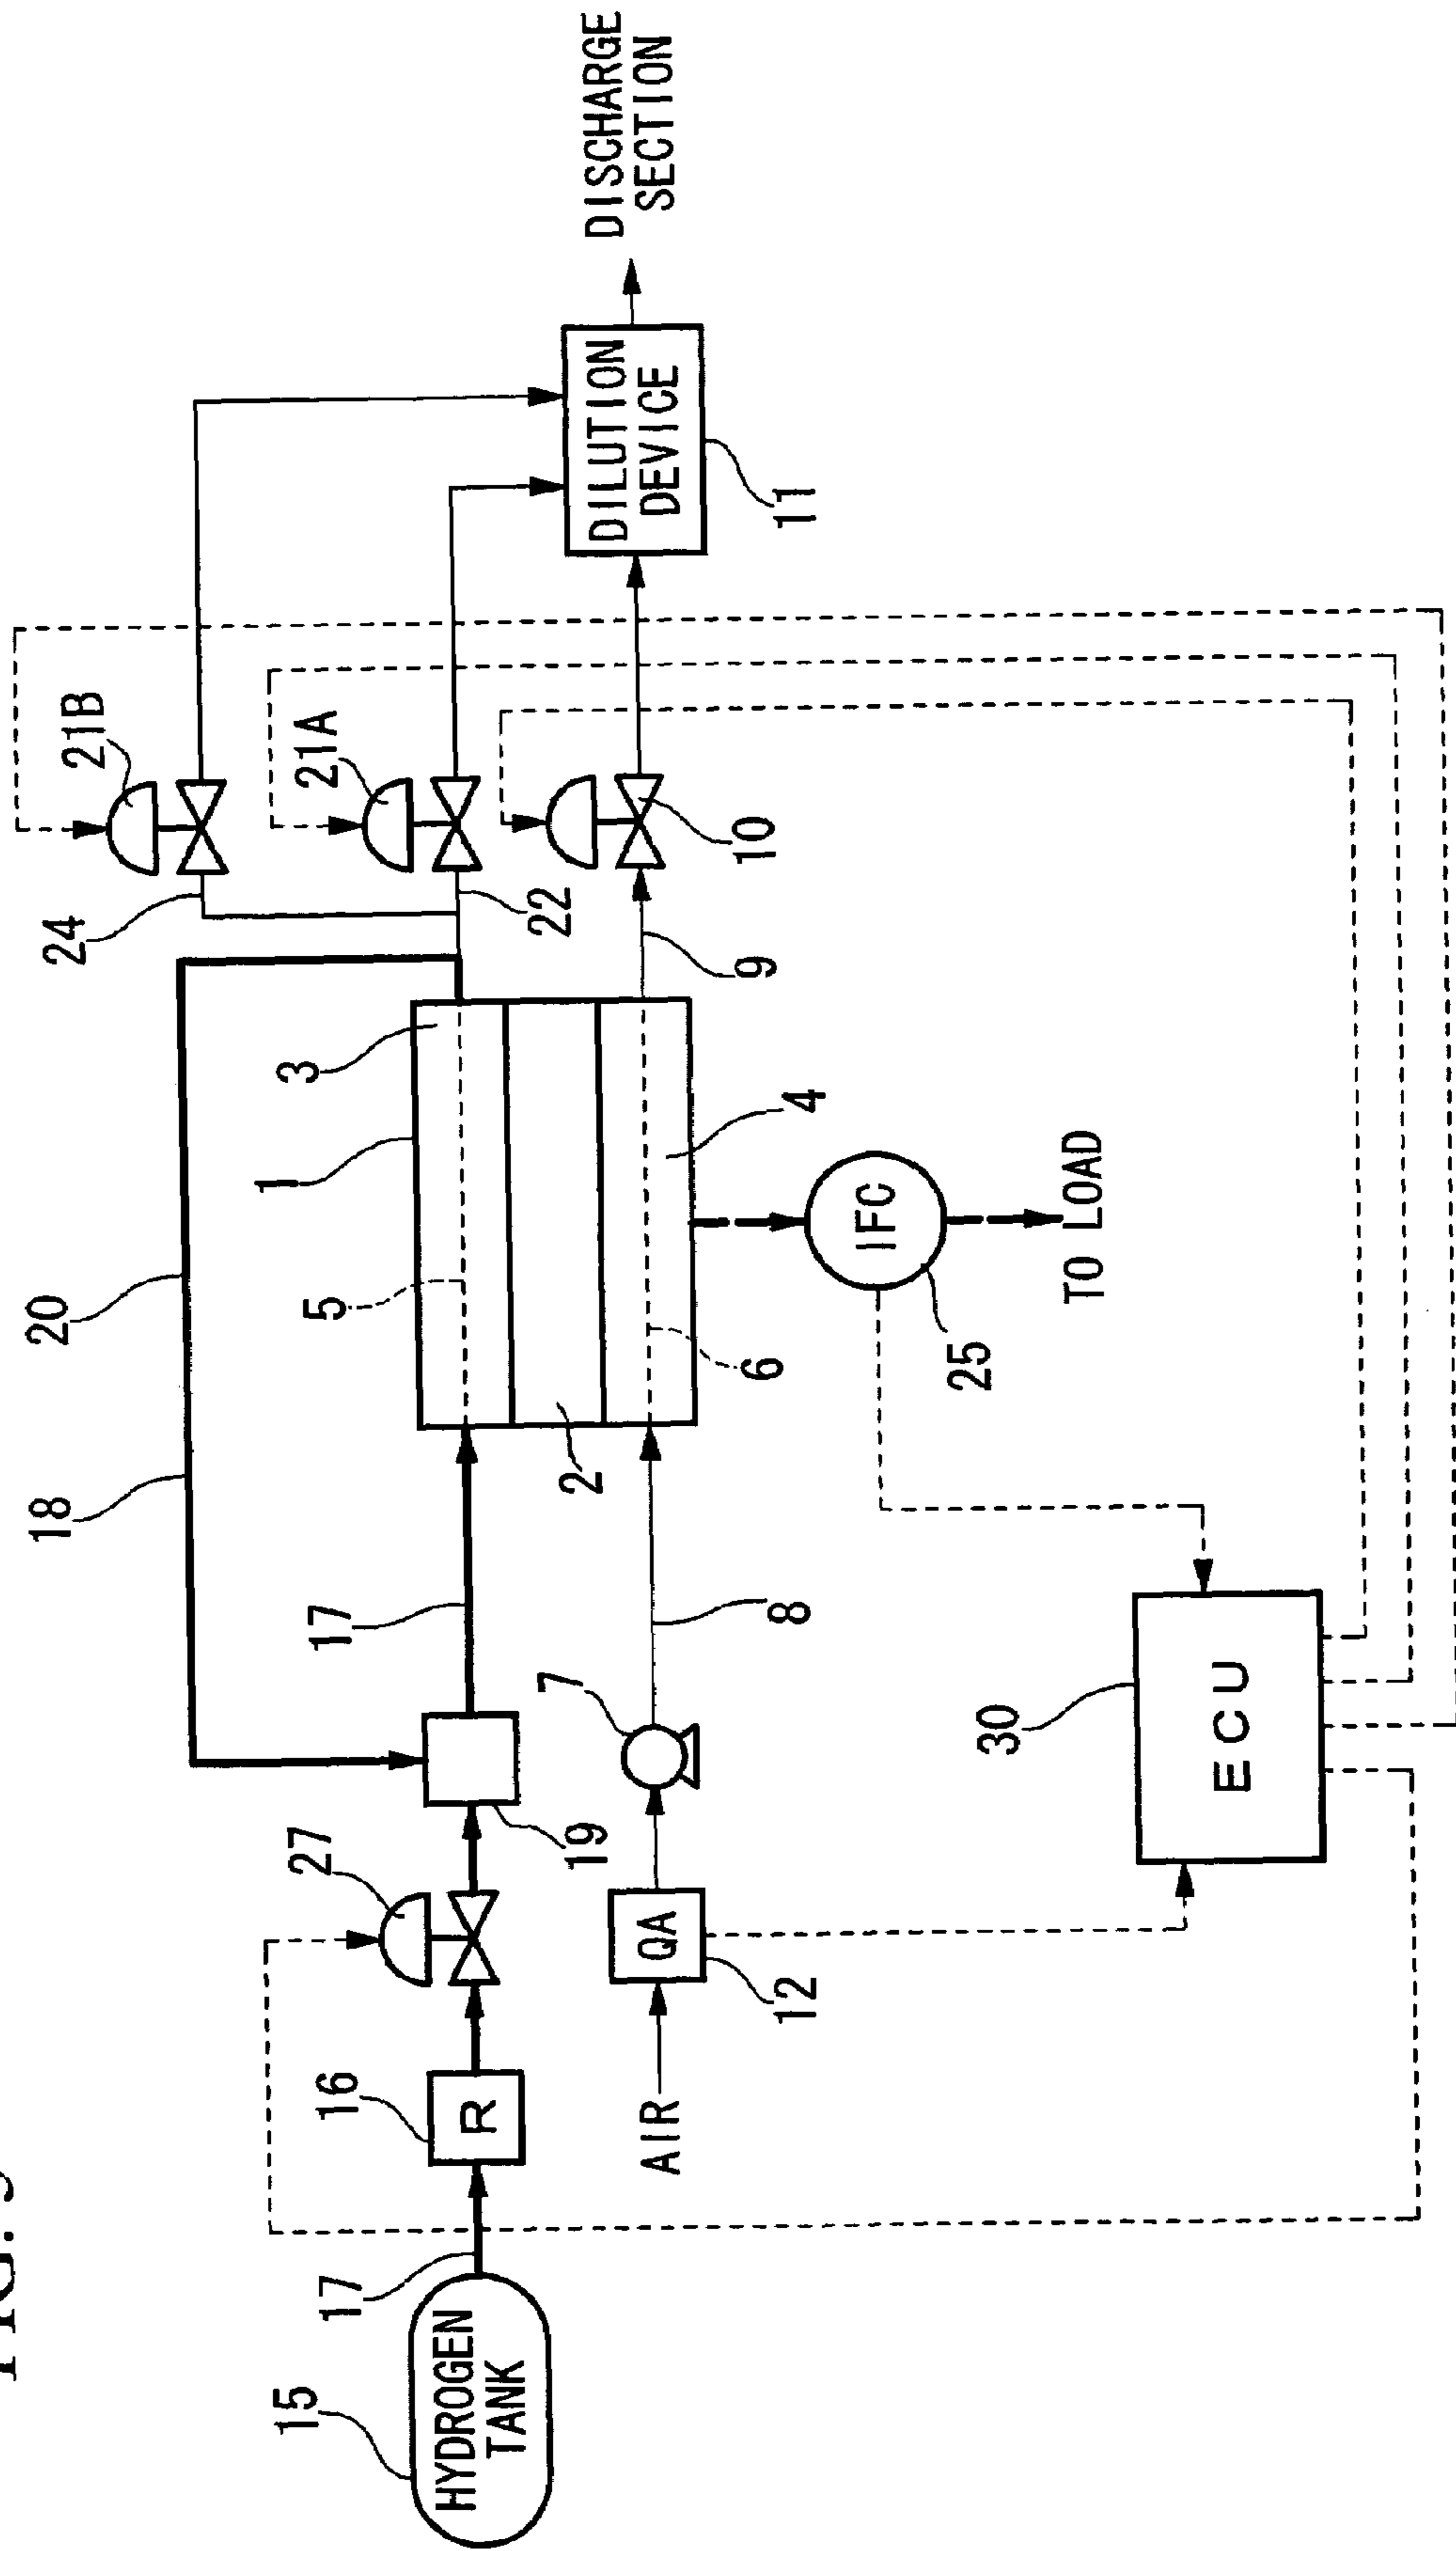 20
18
24
21B
1
3
5
21A
22
17
27
16
17
15
HYDROGEN
TANK
R
19
7
2
6
4
9
10
DILUTION
DEVICE
11
DISCHARGE
SECTION
AIR
QA
12
8
IFC
25
TO LOAD
30
ECU